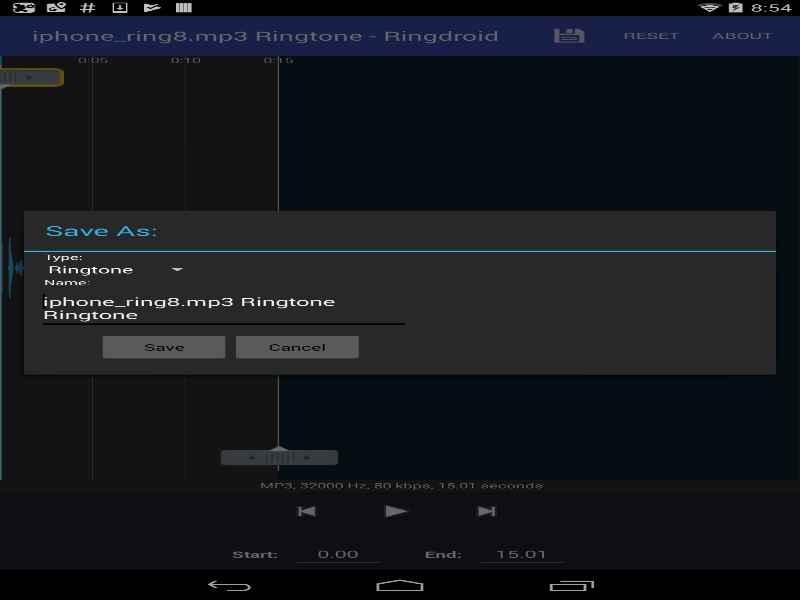 8:54
iphone_ring8.mp3 Ringtone - Ringdroid
RESET
ABOUT
0:05
0:10
0:15
Save As:
Type:
Ringtone
Name:
iphone_ring8.mp3 Ringtone
Ringtone
Save
Cancel
MP3, 32000 Hz, 80 kbps, 15.01 seconds
Start: 0.00 End: 15.01